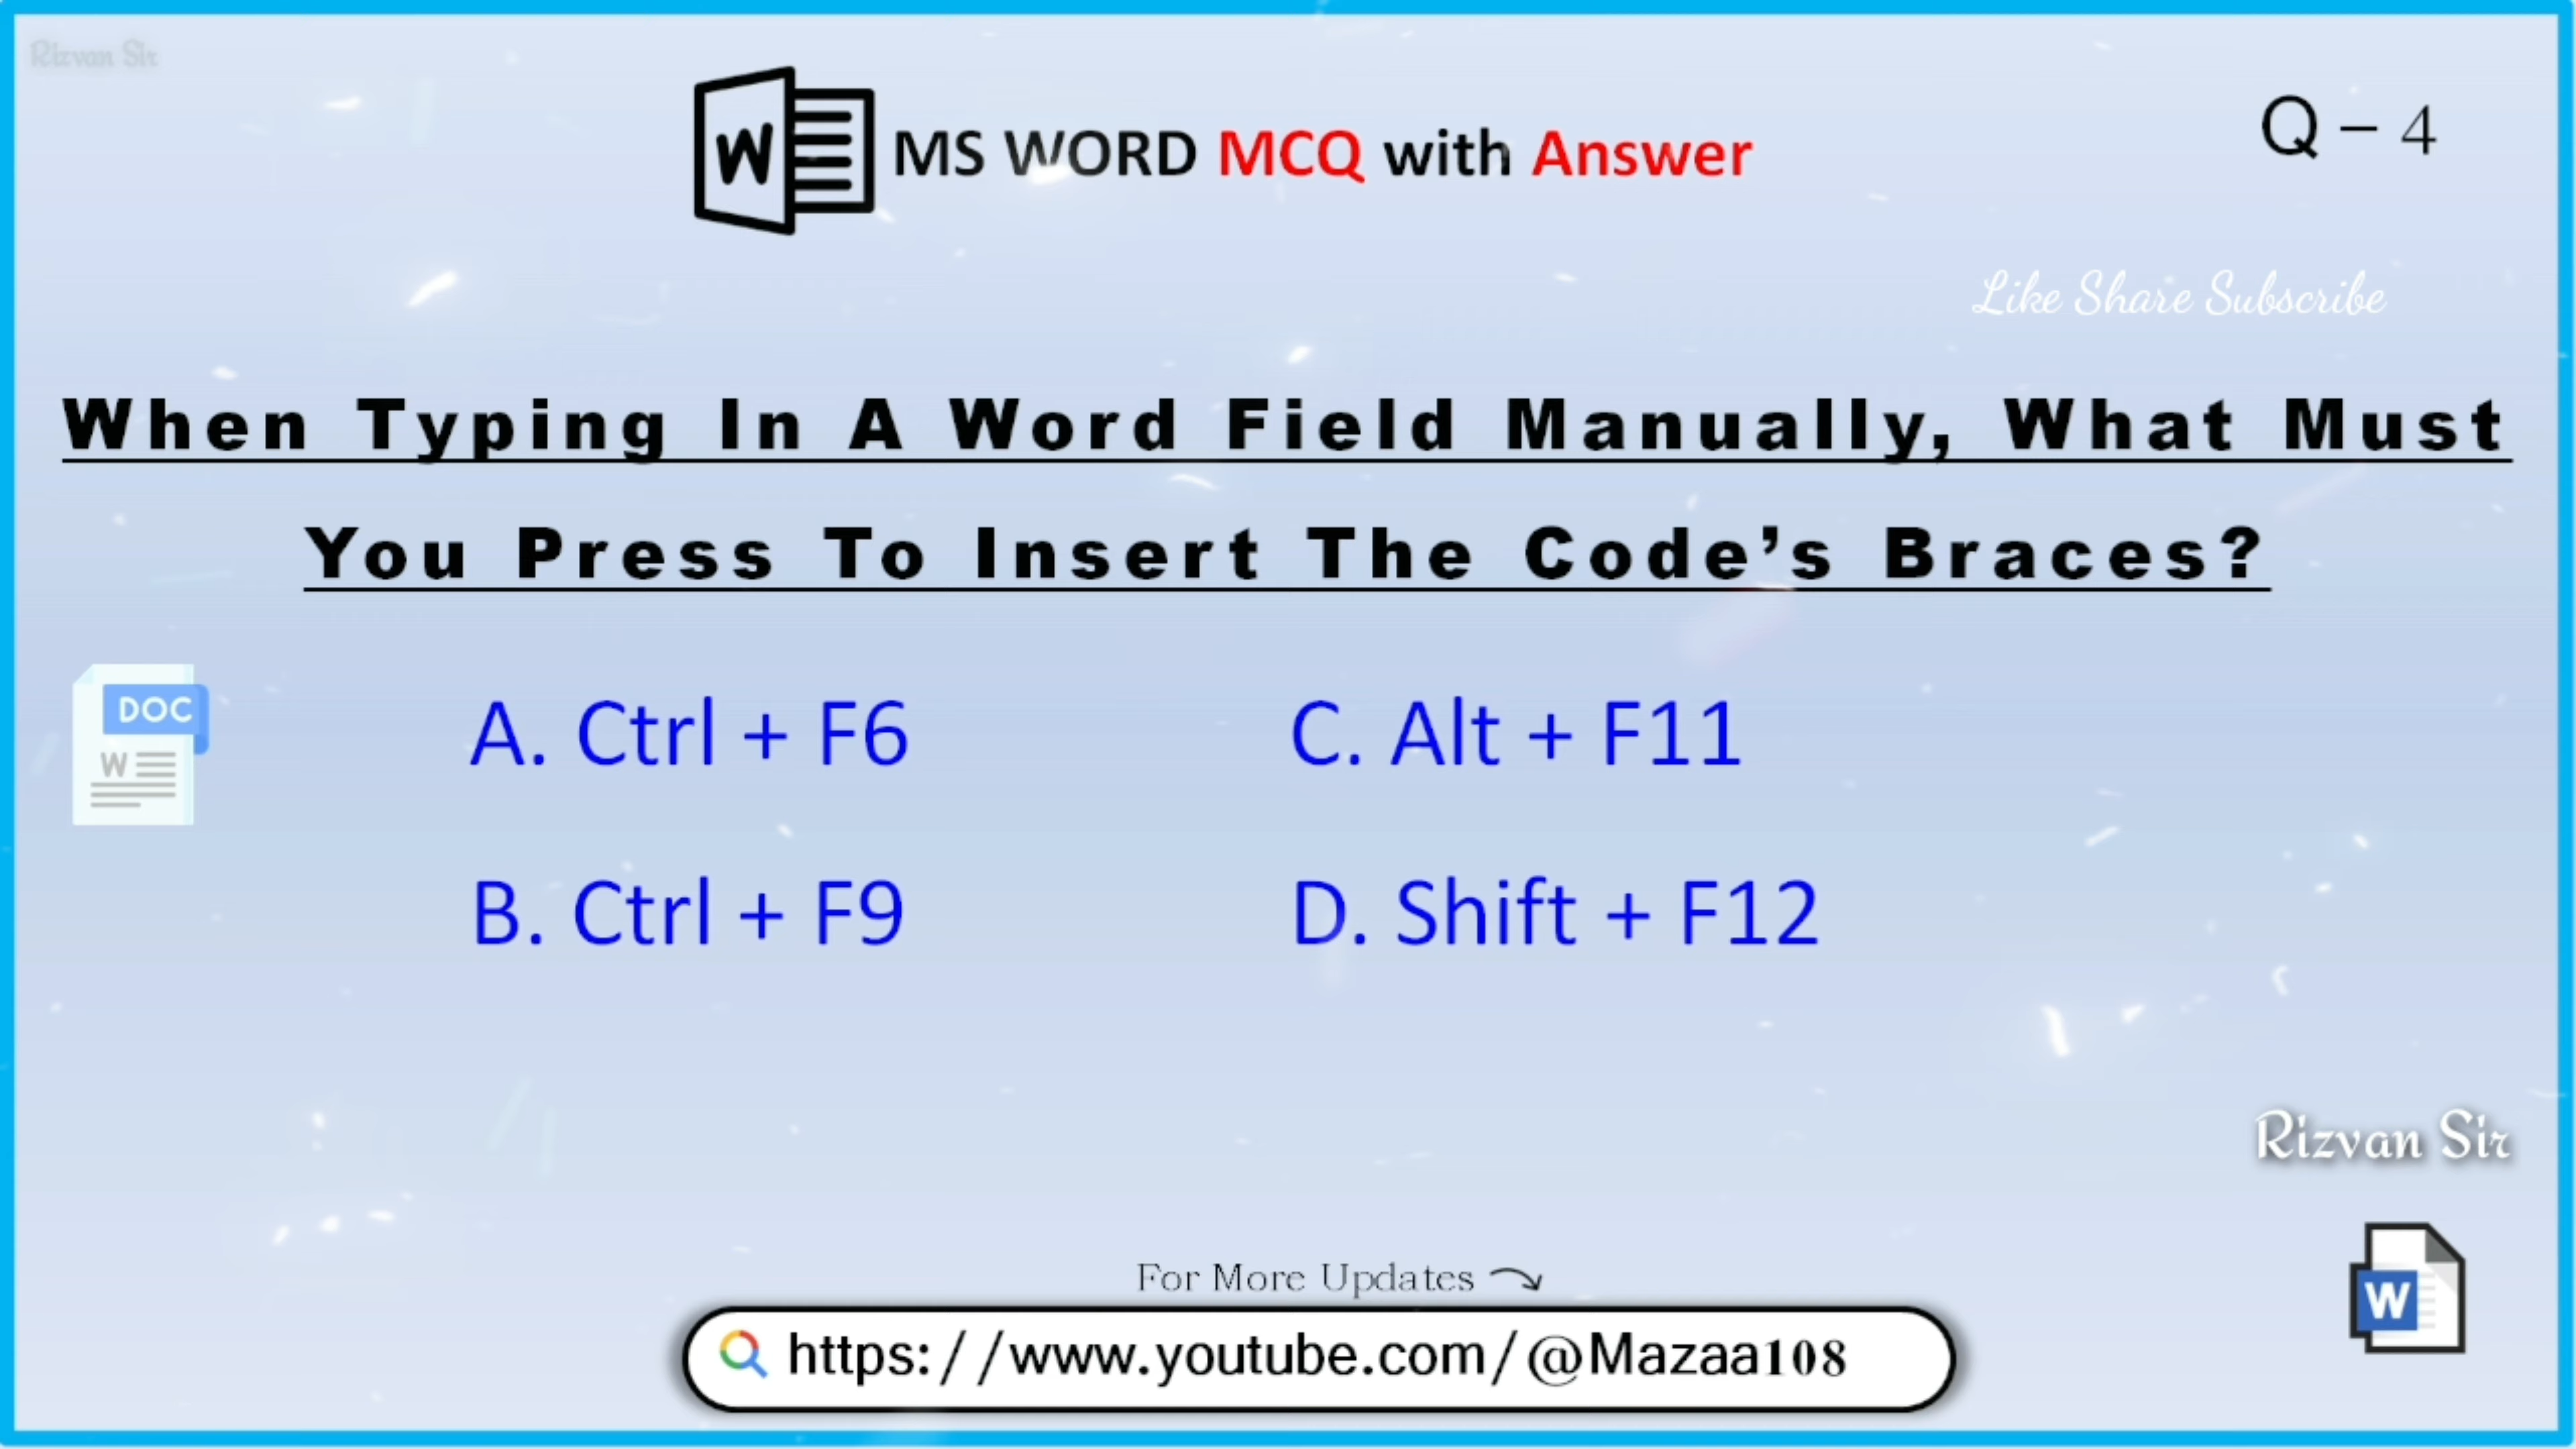 Rizvan Sir
W MS WORD MCQ with Answer
Q – 4
Like Share Subscribe
When Typing In A Word Field Manually, What Must
You Press To Insert The Code’s Braces?
DOC
W
A. Ctrl + F6
C. Alt + F11
B. Ctrl + F9
D. Shift + F12
Rizvan Sir
For More Updates
W
https://www.youtube.com/@Mazaa108